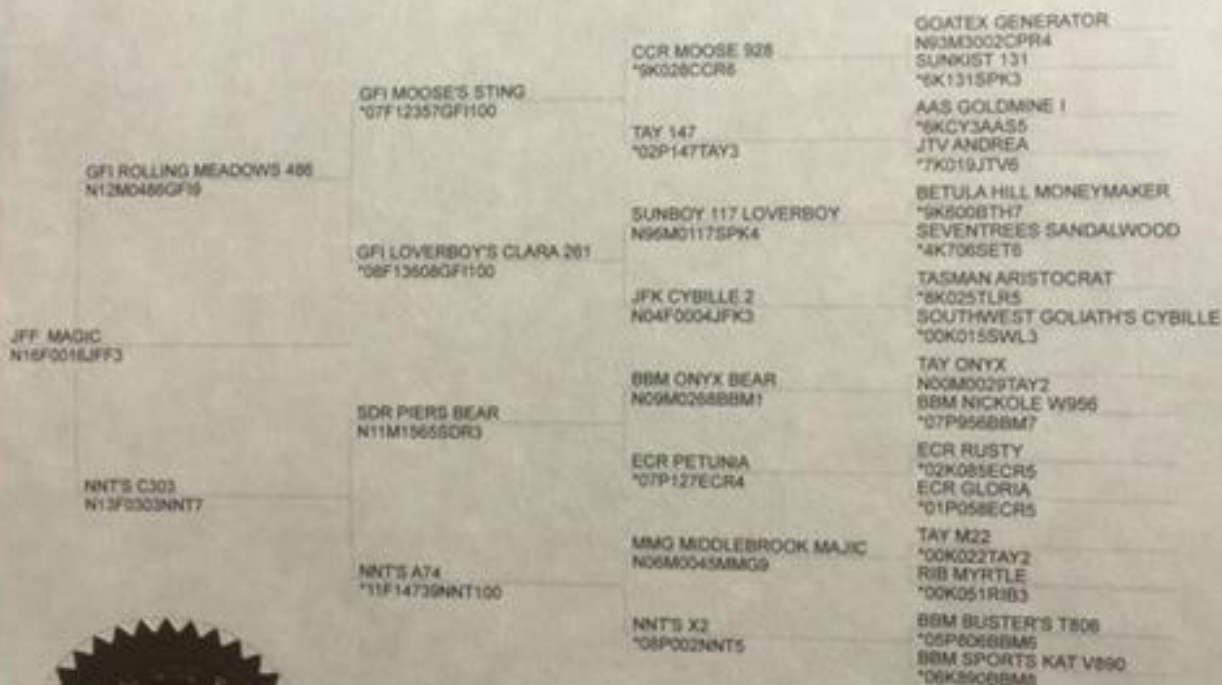 GOATEX GENERATOR
N93M3002CPR4
CCR MOOSE 928
*9K028CCR6
SUNKIST 131
*6K131SPK3
GFI MOOSE'S STING
*07F12357GFI100
AAS GOLDMINE I
*6KCY3AAS5
TAY 147
*02P147TAY3
JTV ANDREA
*7K019JTV6
GFI ROLLING MEADOWS 486
N12M0486GFI9
BETULA HILL MONEYMAKER
*9K600BTH7
SUNBOY 117 LOVERBOY
N96M0117SPK4
SEVENTREES SANDALWOOD
*4K706SET6
GFI LOVERBOY'S CLARA 261
*08F13608GFI100
TASMAN ARISTOCRAT
*8K025TLR5
JFK CYBILLE 2
N04F0004JFK3
SOUTHWEST GOLIATH'S CYBILLE
*00K015SWL3
JFF MAGIC
N16F0016JFF3
TAY ONYX
N00M0029TAY2
BBM ONYX BEAR
N09M0268BBM1
BBM NICKOLE W956
*07P956BBM7
SDR PIERS BEAR
N11M1565SDR3
ECR RUSTY
*02K085ECR5
ECR PETUNIA
*07P127ECR4
ECR GLORIA
*01P058ECR5
NNT'S C303
N13F0303NNT7
TAY M22
*00K022TAY2
MMG MIDDLEBROOK MAJIC
N06M0045MMG9
RIB MYRTLE
*00K051RIB3
NNT'S A74
*11F14739NNT100
BBM BUSTER'S T806
*05P806BBM6
NNT'S X2
*08P002NNT5
BBM SPORTS KAT V890
*06K890BBM8